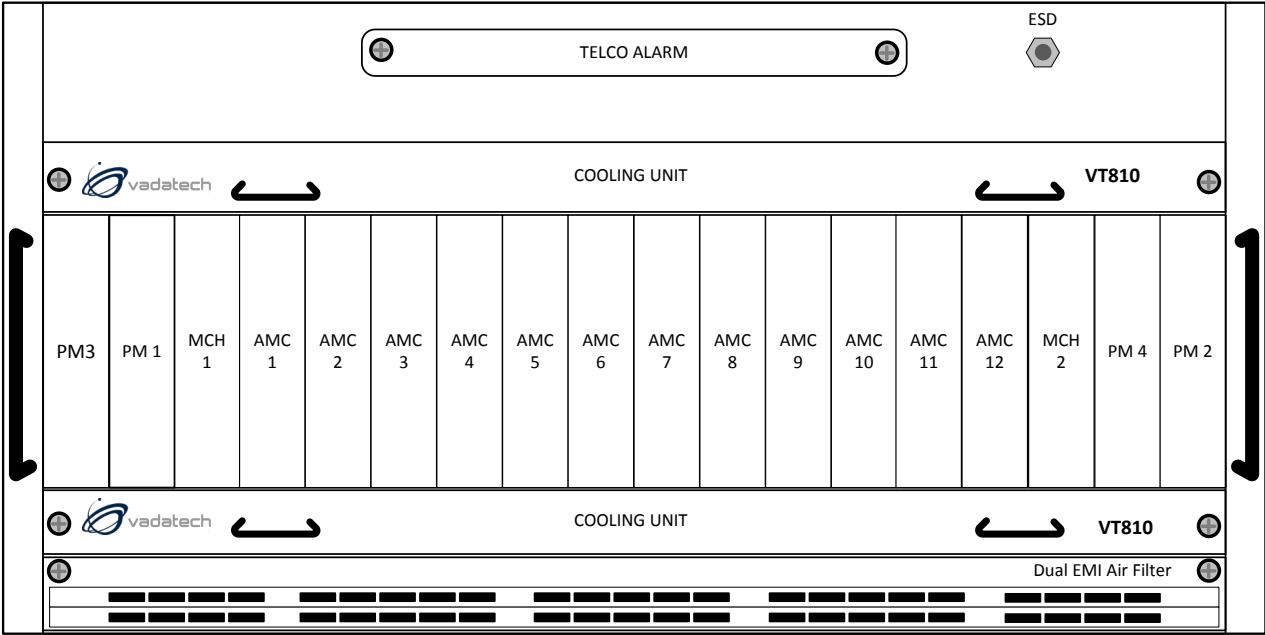 ESD
TELCO ALARM
vadatech
COOLING UNIT
VT810
PM3
PM 1
MCH
1
AMC
1
AMC
2
AMC
3
AMC
4
AMC
5
AMC
6
AMC
7
AMC
8
AMC
9
AMC
10
AMC
11
AMC
12
MCH
2
PM 4
PM 2
vadatech
COOLING UNIT
VT810
Dual EMI Air Filter